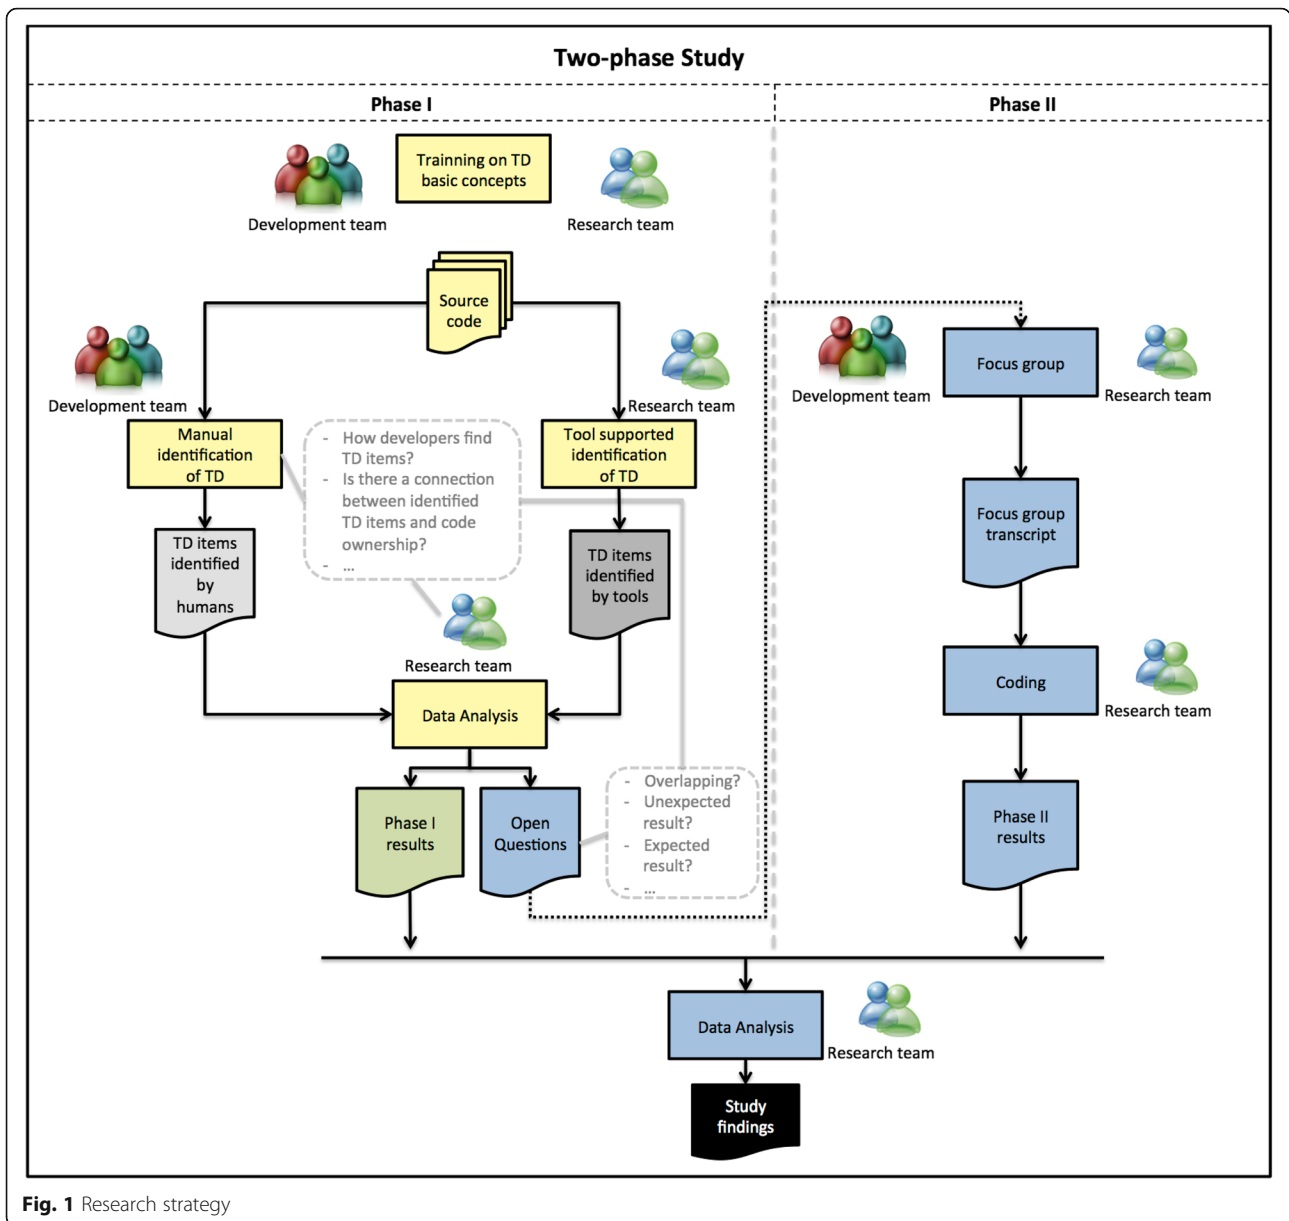 Two-phase Study
Phase I
Phase II
Trainning on TD
basic concepts
Development team
Research team
Source
code
Development team
Research team
Manual
identification
of TD
- How developers find
TD items?
- Is there a connection
between identified
TD items and code
ownership?
- ...
Tool supported
identification
of TD
TD items
identified
by
humans
TD items
identified
by tools
Research team
Data Analysis
Phase I
results
Open
Questions
- Overlapping?
- Unexpected
result?
- Expected
result?
- ...
Development team
Focus group
Research team
Focus group
transcript
Coding
Research team
Phase II
results
Data Analysis
Research team
Study
findings
Fig. 1 Research strategy